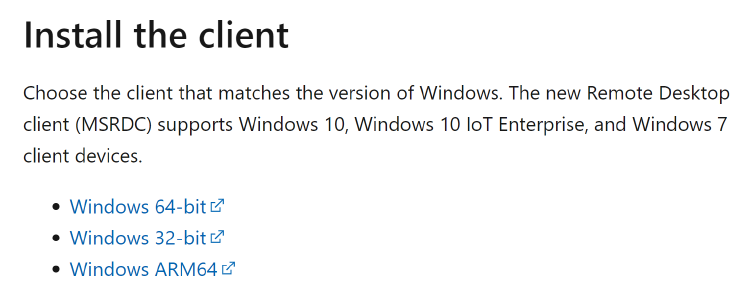 Install the client
Choose the client that matches the version of Windows. The new Remote Desktop
client (MSRDC) supports Windows 10, Windows 10 IoT Enterprise, and Windows 7
client devices.
• Windows 64-bit
• Windows 32-bit
• Windows ARM64